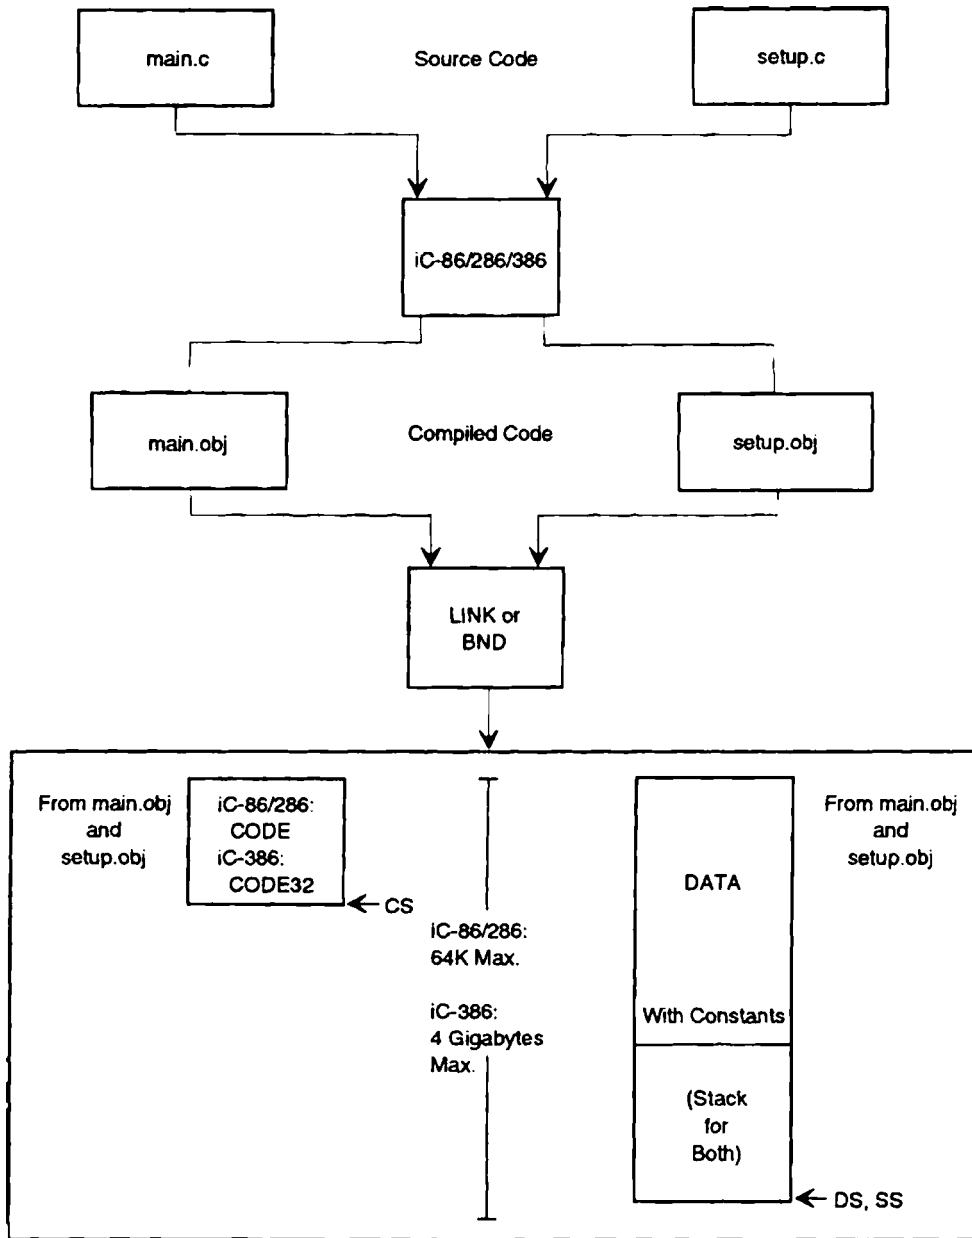 main.c
Source Code
setup.c
iC-86/286/386
main.obj
Compiled Code
setup.obj
LINK or
BND
From main.obj
and
setup.obj
iC-86/286:
CODE
iC-386:
CODE32
CS
iC-86/286:
64K Max.
iC-386:
4 Gigabytes
Max.
DATA
With Constants
(Stack
for
Both)
DS, SS
From main.obj
and
setup.obj